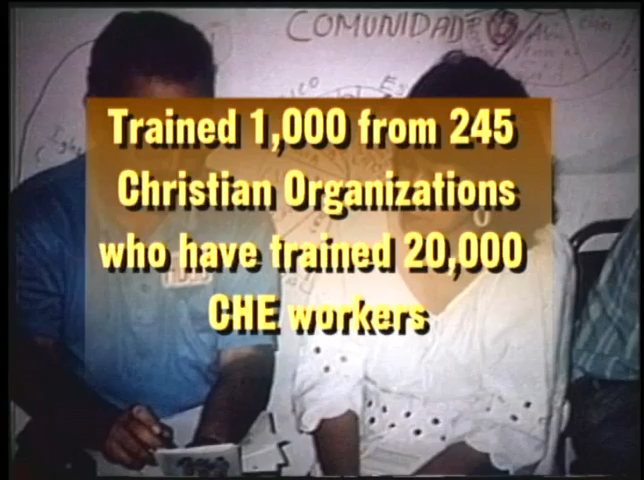 COMUNIDAD
Trained 1,000 from 245
Christian Organizations
who have trained 20,000
CHE workers